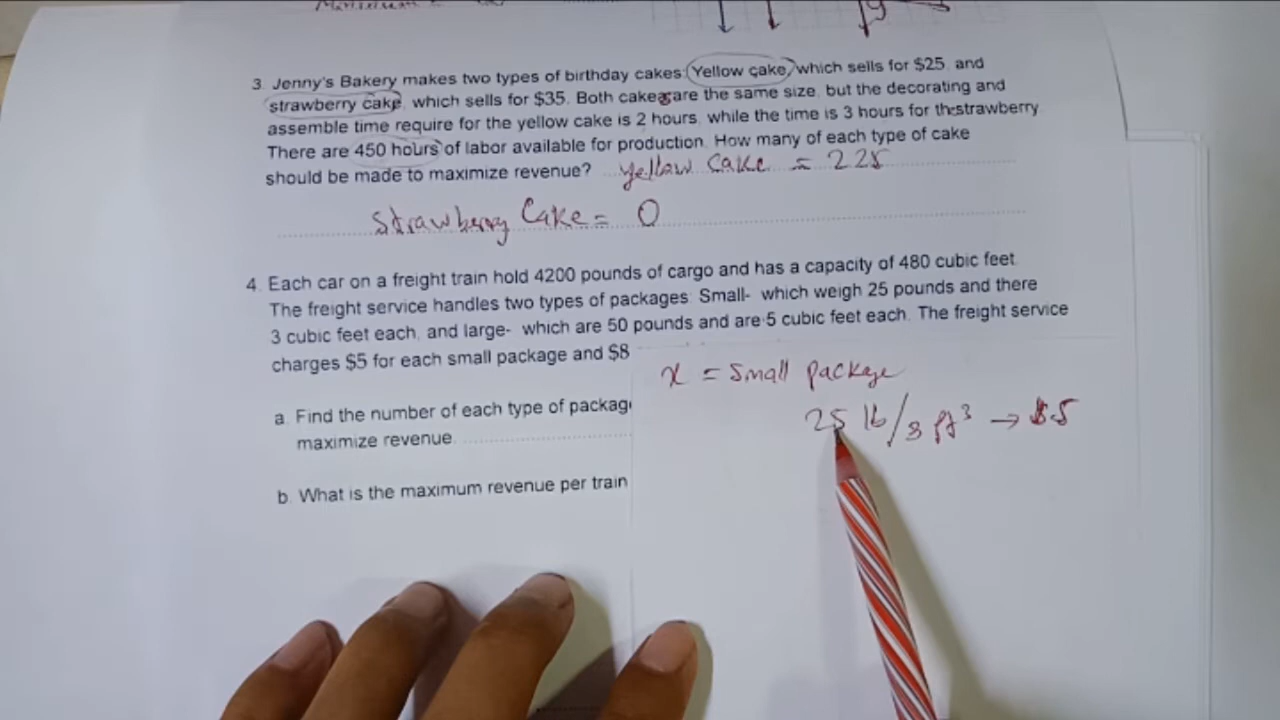 3. Jenny's Bakery makes two types of birthday cakes: Yellow cake, which sells for $25, and
strawberry cake, which sells for $35. Both cakes are the same size, but the decorating and
assemble time require for the yellow cake is 2 hours, while the time is 3 hours for the strawberry
There are 450 hours of labor available for production. How many of each type of cake
should be made to maximize revenue? Yellow Cake = 225
Strawberry Cake = 0
4. Each car on a freight train hold 4200 pounds of cargo and has a capacity of 480 cubic feet.
The freight service handles two types of packages: Small- which weigh 25 pounds and there
3 cubic feet each, and large- which are 50 pounds and are 5 cubic feet each. The freight service
charges $5 for each small package and $8
x = Small package
a. Find the number of each type of packag
25 lb/3 ft³ → $5
maximize revenue.
b. What is the maximum revenue per train